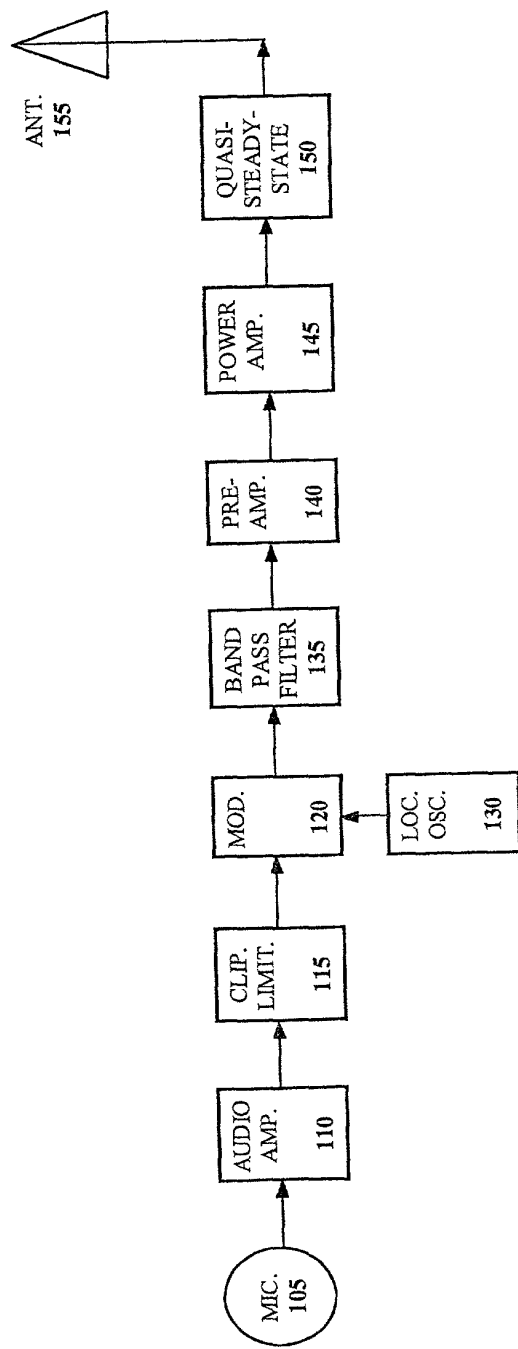 MIC.
105
AUDIO
AMP.
110
CLIP.
LIMIT.
115
MOD.
120
LOC.
OSC.
130
BAND
PASS
FILTER
135
PRE-
AMP.
140
POWER
AMP.
145
QUASI-
STEADY-
STATE
150
ANT.
155